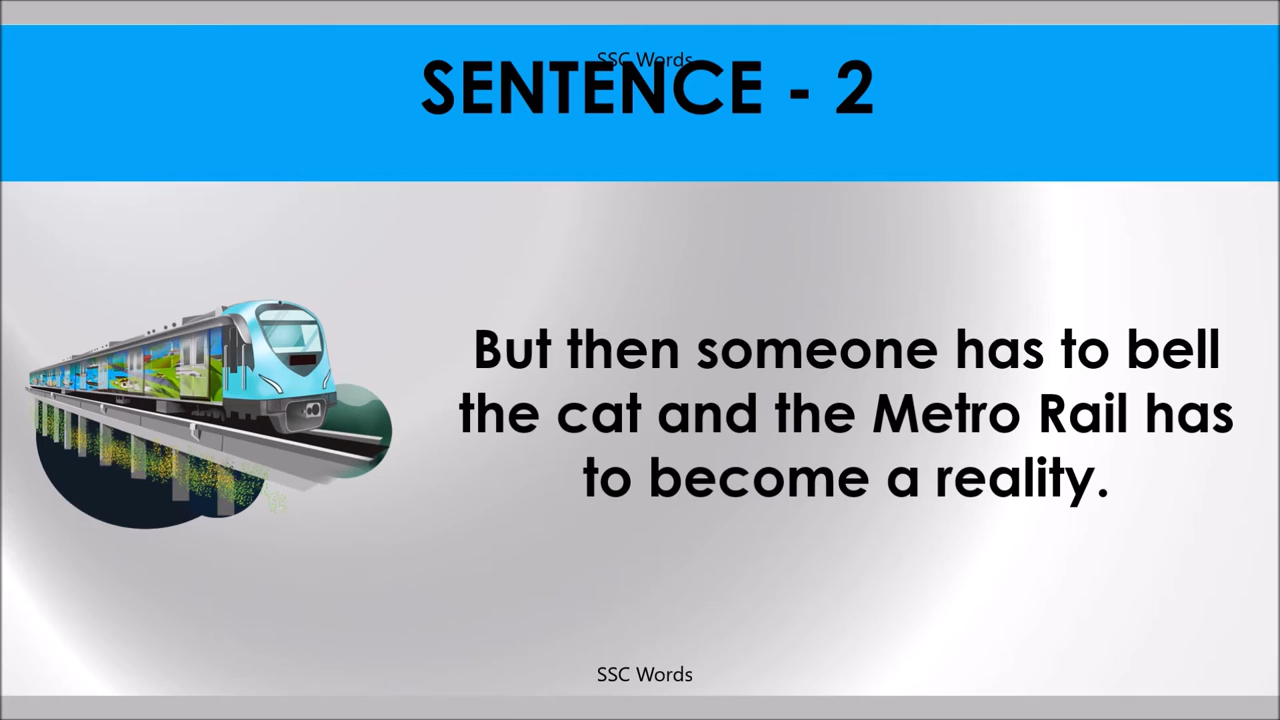 SSC Words
SENTENCE - 2
But then someone has to bell
the cat and the Metro Rail has
to become a reality.
SSC Words